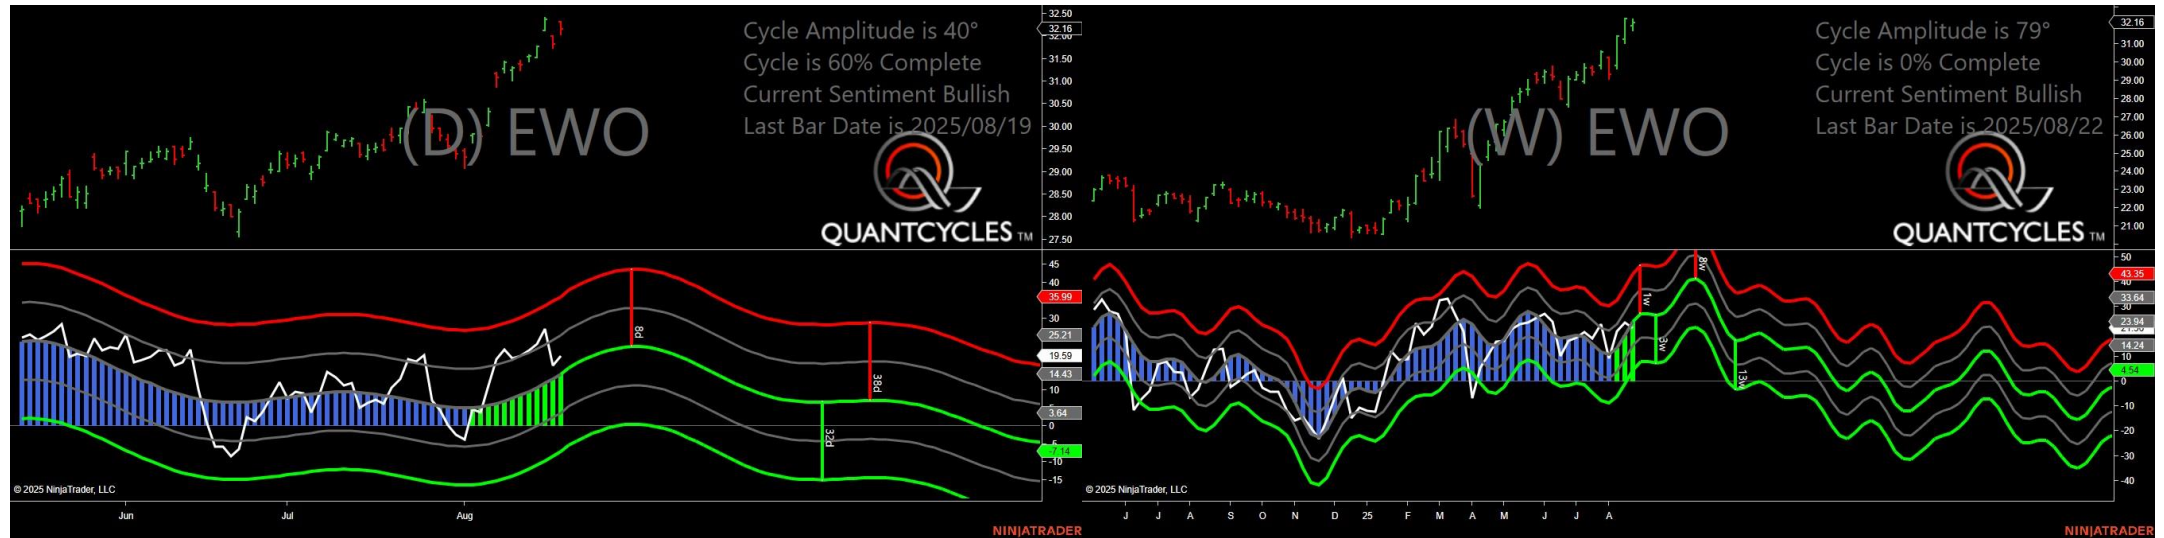 Cycle Amplitude is 40°
Cycle is 60% Complete
Current Sentiment Bullish
Last Bar Date is 2025/08/19
(D) EWO
QUANTCYCLES TM
32.50
32.16
32.00
31.50
31.00
30.50
30.00
29.50
29.00
28.50
28.00
27.50
45
40
35.99
30
25.21
19.59
14.43
10
3.64
0
-5
-7.14
-10
-15
8d
38d
32d
© 2025 NinjaTrader, LLC
Jun Jul Aug
NINJATRADER
Cycle Amplitude is 79°
Cycle is 0% Complete
Current Sentiment Bullish
Last Bar Date is 2025/08/22
(W) EWO
QUANTCYCLES TM
32.16
31.00
30.00
29.00
28.00
27.00
26.00
25.00
24.00
23.00
22.00
21.00
50
43.35
33.64
23.94
14.24
10
4.54
0
-10
-20
-30
-40
1w
3w
8w
13w
© 2025 NinjaTrader, LLC
J J A S O N D 25 F M A M J J A
NINJATRADER